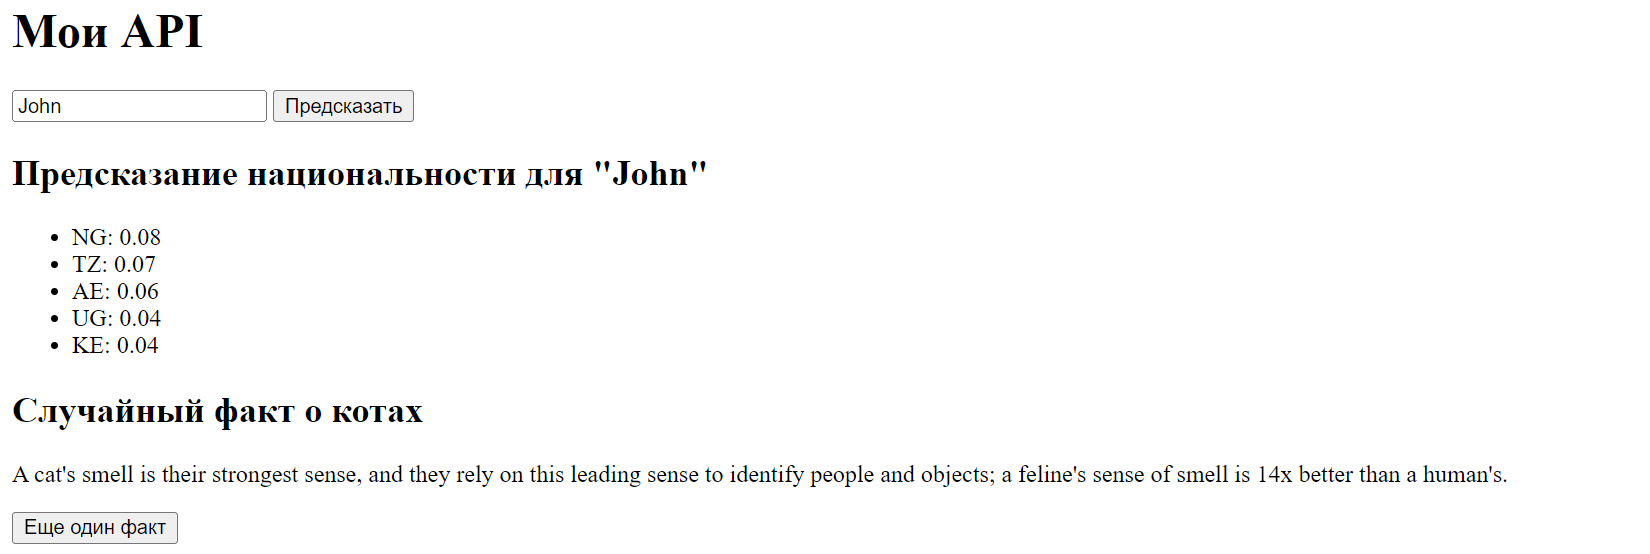 Мои API
John Предсказать
Предсказание национальности для "John"
NG: 0.08
TZ: 0.07
AE: 0.06
UG: 0.04
KE: 0.04
Случайный факт о котах
A cat's smell is their strongest sense, and they rely on this leading sense to identify people and objects; a feline's sense of smell is 14x better than a human's.
Еще один факт